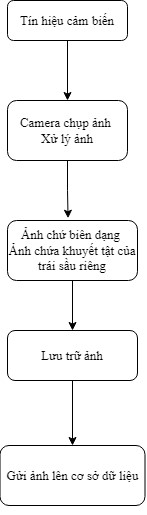 Tín hiệu cảm biến
Camera chụp ảnh
Xử lý ảnh
Ảnh chứ biên dạng
Ảnh chứa khuyết tật của
trái sầu riêng
Lưu trữ ảnh
Gửi ảnh lên cơ sở dữ liệu